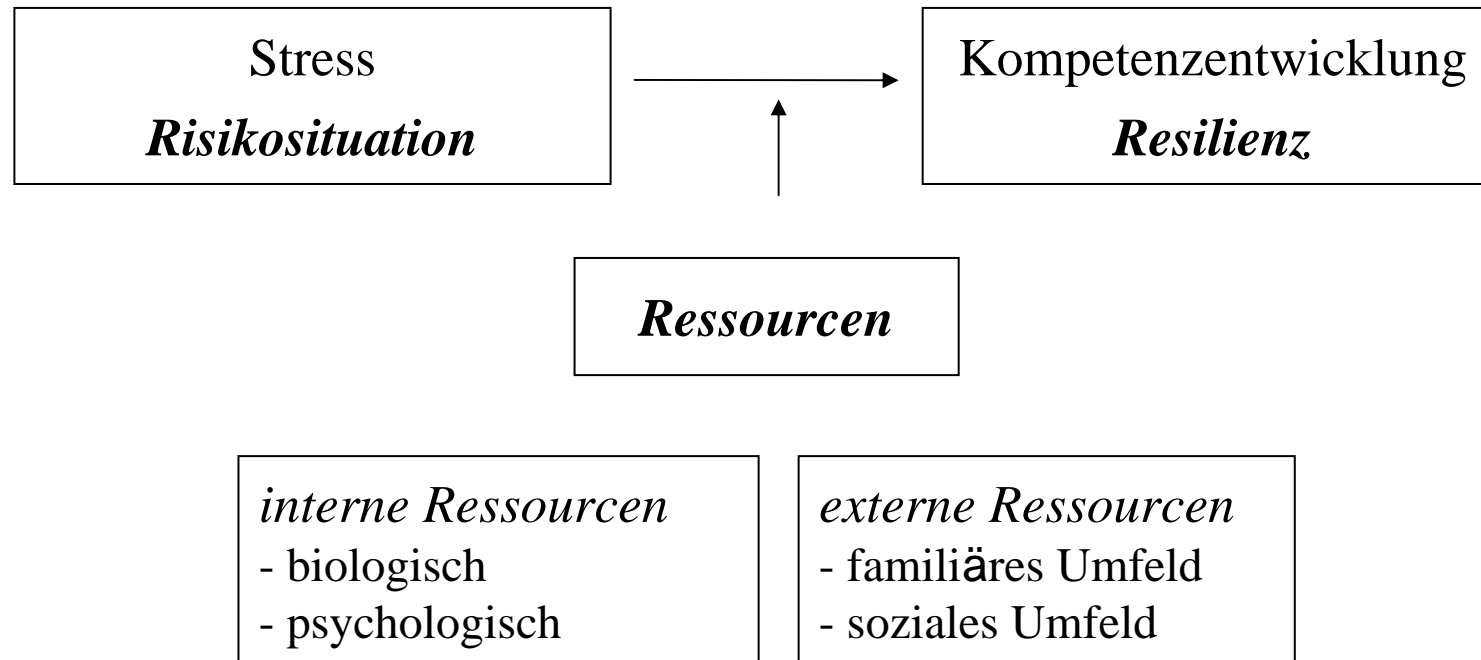 Stress
Risikosituation
Kompetenzentwicklung
Resilienz
Ressourcen
interne Ressourcen
- biologisch
- psychologisch
externe Ressourcen
- familiäres Umfeld
- soziales Umfeld